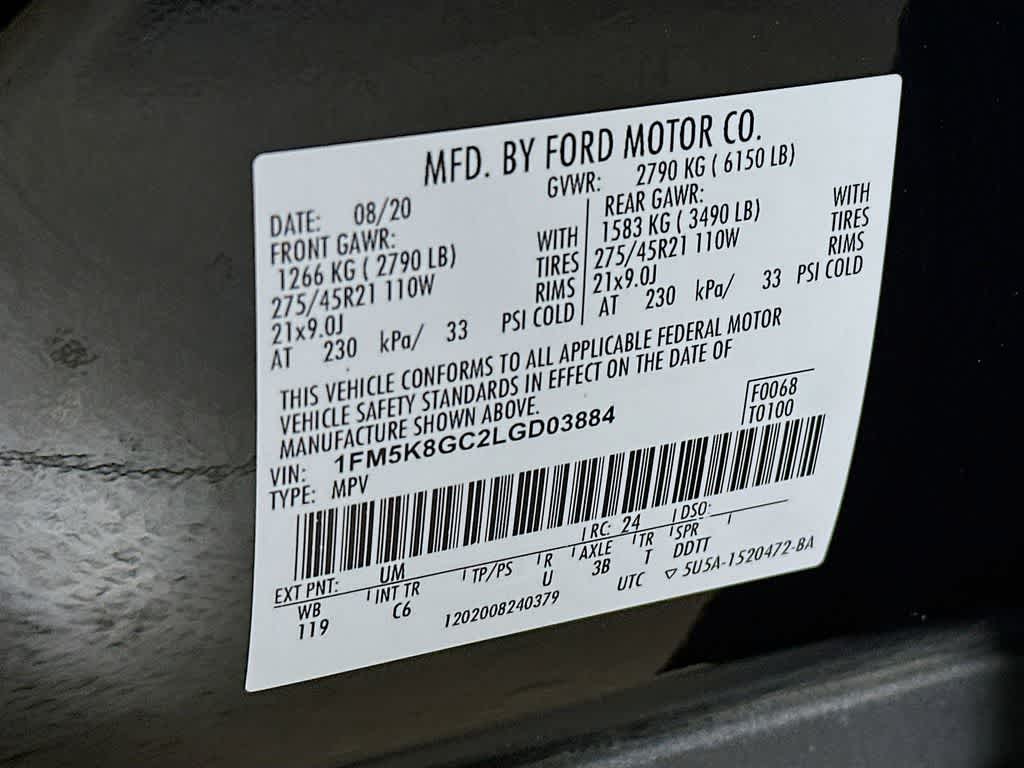 MFD. BY FORD MOTOR CO.
DATE: 08/20 GVWR: 2790 KG ( 6150 LB)
FRONT GAWR: REAR GAWR:
1266 KG ( 2790 LB) WITH 1583 KG ( 3490 LB) WITH
275/45R21 110W TIRES 275/45R21 110W TIRES
21x9.0J RIMS 21x9.0J RIMS
AT 230 kPa/ 33 PSI COLD AT 230 kPa/ 33 PSI COLD
THIS VEHICLE CONFORMS TO ALL APPLICABLE FEDERAL MOTOR
VEHICLE SAFETY STANDARDS IN EFFECT ON THE DATE OF
MANUFACTURE SHOWN ABOVE.
F0068
T0100
VIN: 1FM5K8GC2LGD03884
TYPE: MPV
EXT PNT: UM RC: 24 DSO:
WB INT TR TP/PS R AXLE TR SPR
119 C6 U 3B T DDTT
1202008240379 UTC ▽ 5U5A-1520472-BA